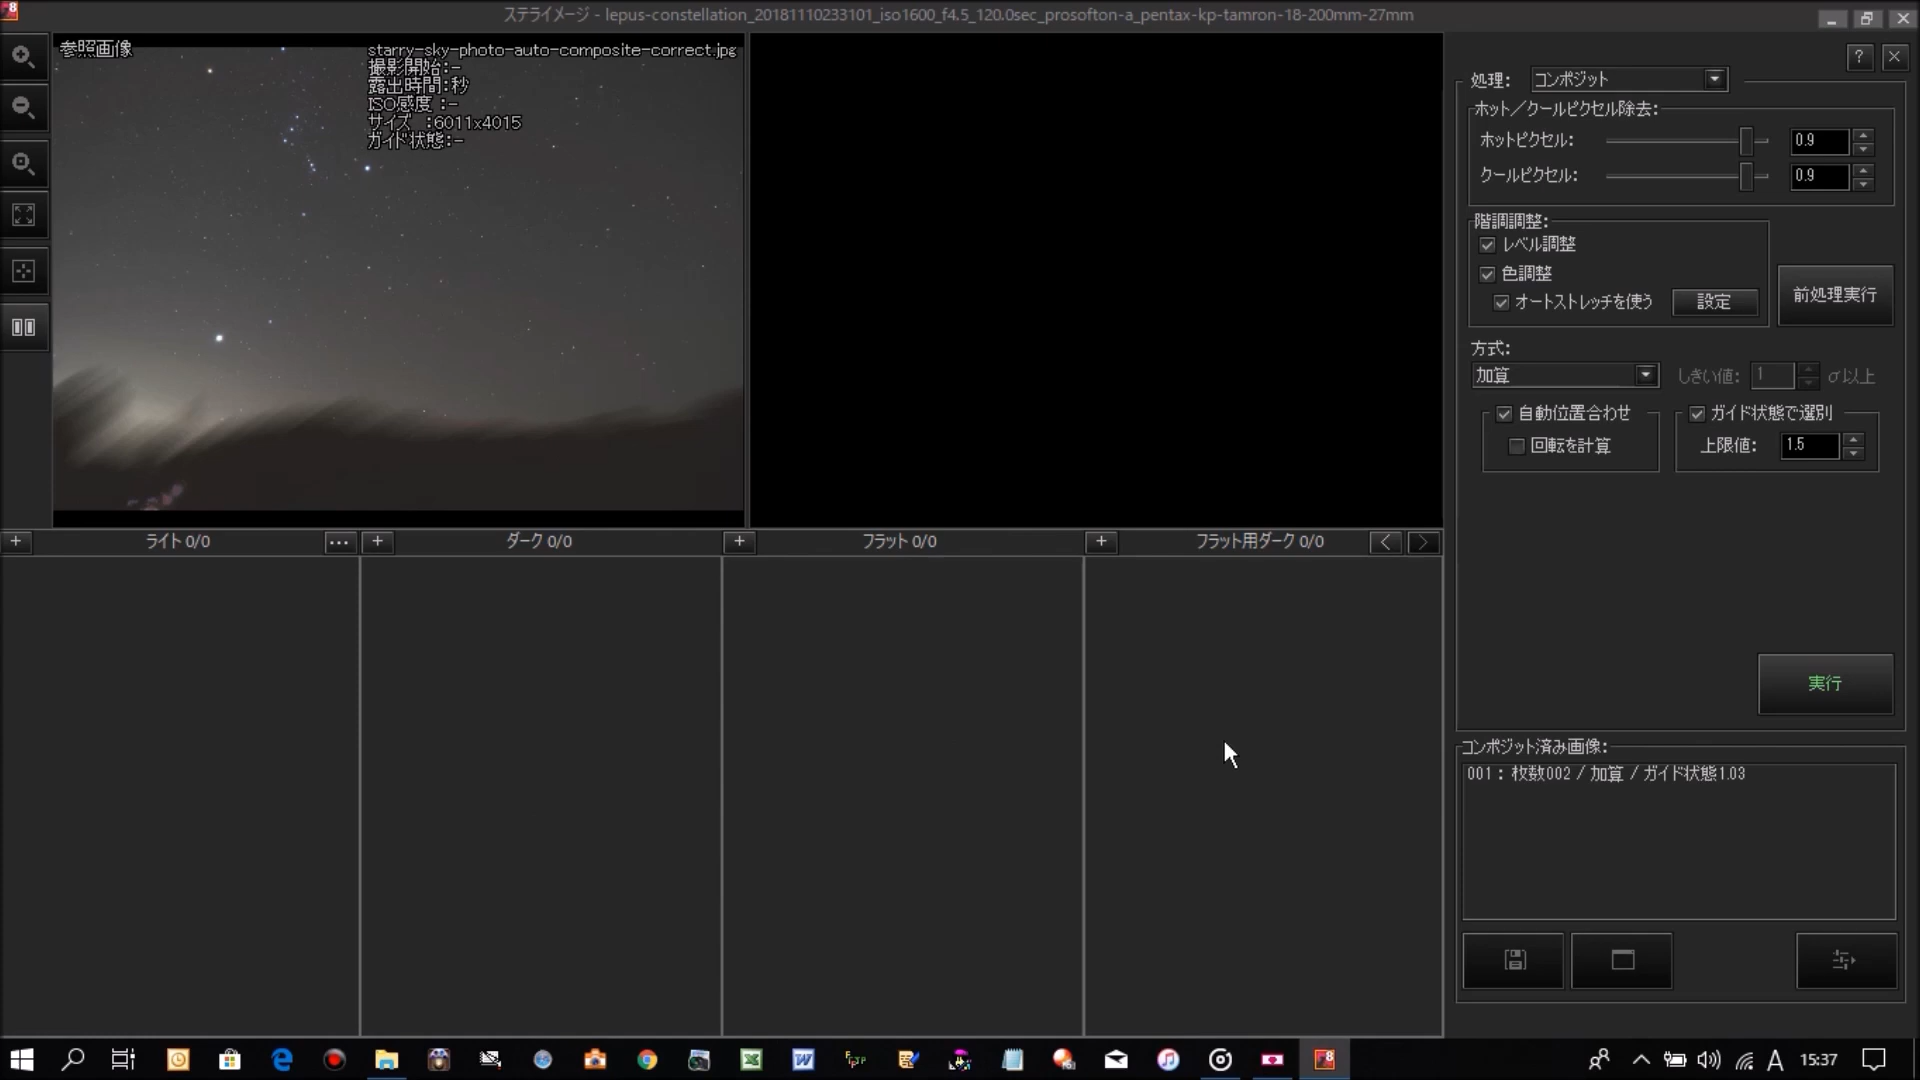 ステライメージ - lepus-constellation_20181110233101_iso1600_f4.5_120.0sec_prosofton-a_pentax-kp-tamron-18-200mm-27mm
参照画像
starry-sky-photo-auto-composite-correct.jpg
撮影開始:-
露出時間:秒
ISO感度 :-
サイズ :6011x4015
ガイド状態:-
処理: コンポジット
ホット／クールピクセル除去:
ホットピクセル: 0.9
クールピクセル: 0.9
階調調整:
レベル調整
色調整
オートストレッチを使う 設定
前処理実行
方式:
加算 しきい値: 1 σ以上
自動位置合わせ
回転を計算
ガイド状態で選別
上限値: 1.5
+ ライト 0/0 ... + ダーク 0/0 + フラット 0/0 + フラット用ダーク 0/0 < >
実行
コンポジット済み画像:
001 : 枚数002 / 加算 / ガイド状態1.03
A 15:37